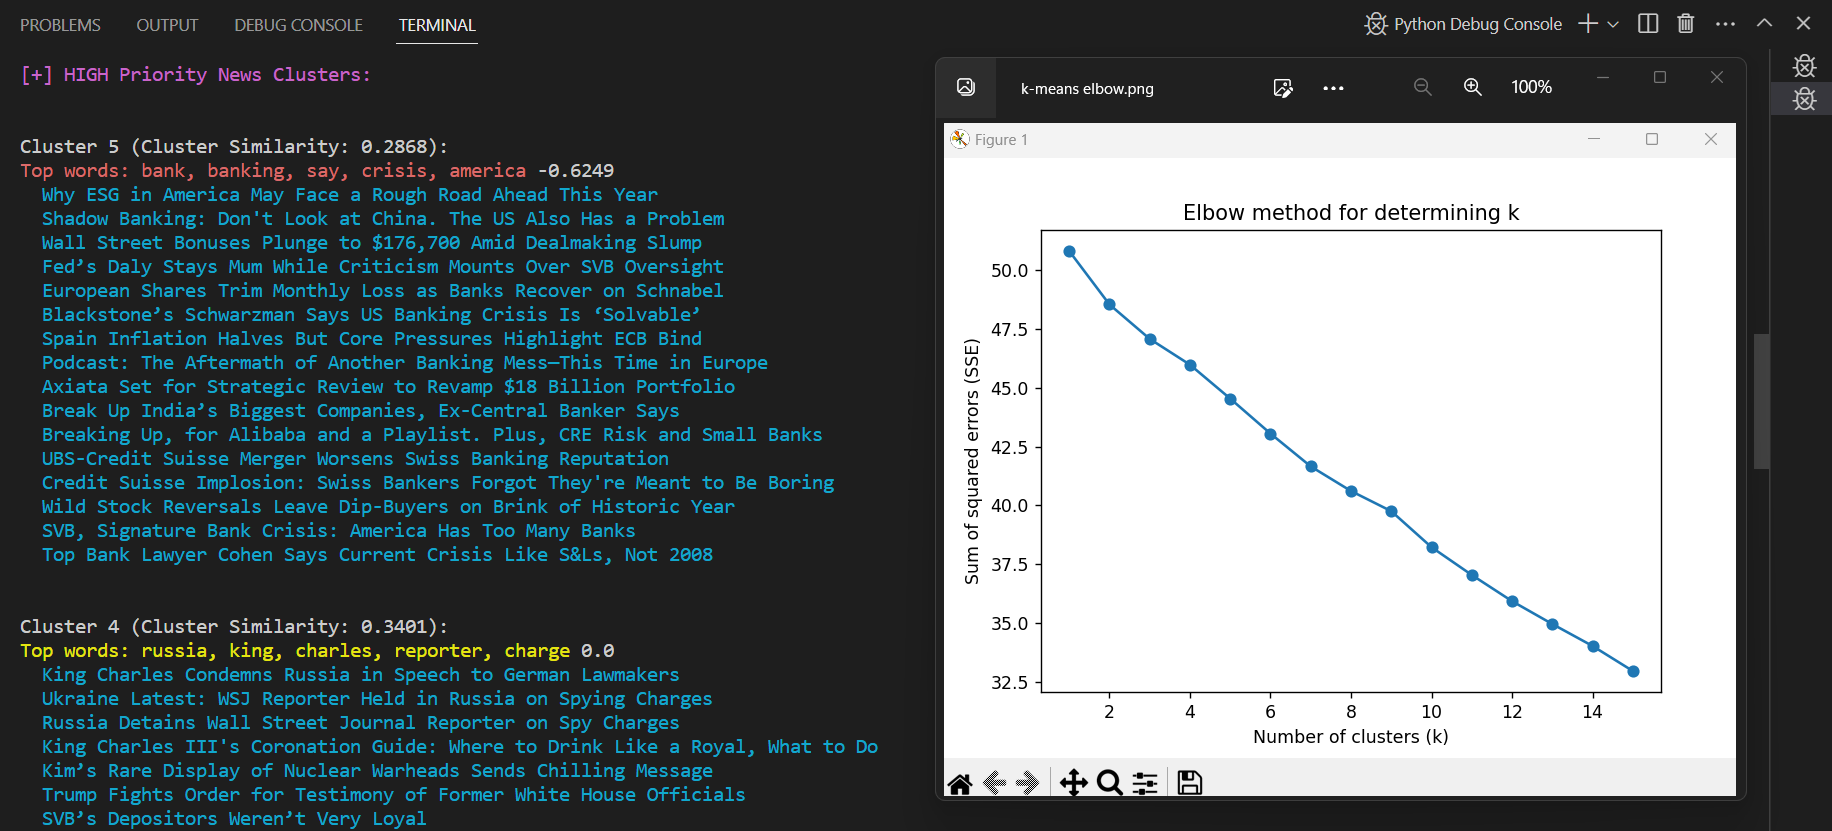 PROBLEMS OUTPUT DEBUG CONSOLE TERMINAL
Python Debug Console
[+] HIGH Priority News Clusters:
Cluster 5 (Cluster Similarity: 0.2868):
Top words: bank, banking, say, crisis, america -0.6249
Why ESG in America May Face a Rough Road Ahead This Year
Shadow Banking: Don't Look at China. The US Also Has a Problem
Wall Street Bonuses Plunge to $176,700 Amid Dealmaking Slump
Fed’s Daly Stays Mum While Criticism Mounts Over SVB Oversight
European Shares Trim Monthly Loss as Banks Recover on Schnabel
Blackstone’s Schwarzman Says US Banking Crisis Is ‘Solvable’
Spain Inflation Halves But Core Pressures Highlight ECB Bind
Podcast: The Aftermath of Another Banking Mess—This Time in Europe
Axiata Set for Strategic Review to Revamp $18 Billion Portfolio
Break Up India’s Biggest Companies, Ex-Central Banker Says
Breaking Up, for Alibaba and a Playlist. Plus, CRE Risk and Small Banks
UBS-Credit Suisse Merger Worsens Swiss Banking Reputation
Credit Suisse Implosion: Swiss Bankers Forgot They're Meant to Be Boring
Wild Stock Reversals Leave Dip-Buyers on Brink of Historic Year
SVB, Signature Bank Crisis: America Has Too Many Banks
Top Bank Lawyer Cohen Says Current Crisis Like S&Ls, Not 2008
Cluster 4 (Cluster Similarity: 0.3401):
Top words: russia, king, charles, reporter, charge 0.0
King Charles Condemns Russia in Speech to German Lawmakers
Ukraine Latest: WSJ Reporter Held in Russia on Spying Charges
Russia Detains Wall Street Journal Reporter on Spy Charges
King Charles III's Coronation Guide: Where to Drink Like a Royal, What to Do
Kim’s Rare Display of Nuclear Warheads Sends Chilling Message
Trump Fights Order for Testimony of Former White House Officials
SVB’s Depositors Weren’t Very Loyal
k-means elbow.png
100%
Figure 1
Elbow method for determining k
Sum of squared errors (SSE)
50.0
47.5
45.0
42.5
40.0
37.5
35.0
32.5
2 4 6 8 10 12 14
Number of clusters (k)